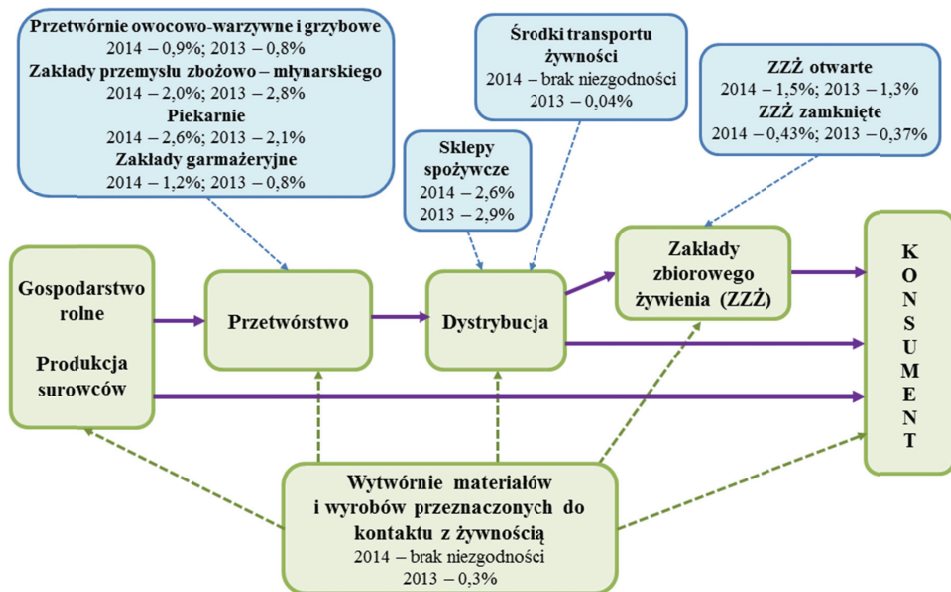 Przetwórnie owocowo-warzywne i grzybowe
2014 – 0,9%; 2013 – 0,8%
Zakłady przemysłu zbożowo – młynarskiego
2014 – 2,0%; 2013 – 2,8%
Piekarnie
2014 – 2,6%; 2013 – 2,1%
Zakłady garmażeryjne
2014 – 1,2%; 2013 – 0,8%
Środki transportu
żywności
2014 – brak niezgodności
2013 – 0,04%
ZZŻ otwarte
2014 – 1,5%; 2013 – 1,3%
ZZŻ zamknięte
2014 – 0,43%; 2013 – 0,37%
Sklepy
spożywcze
2014 – 2,6%
2013 – 2,9%
Gospodarstwo
rolne
Produkcja
surowców
Przetwórstwo
Dystrybucja
Zakłady
zbiorowego
żywienia (ZZŻ)
KONSUMENT
Wytwórnie materiałów
i wyrobów przeznaczonych do
kontaktu z żywnością
2014 – brak niezgodności
2013 – 0,3%